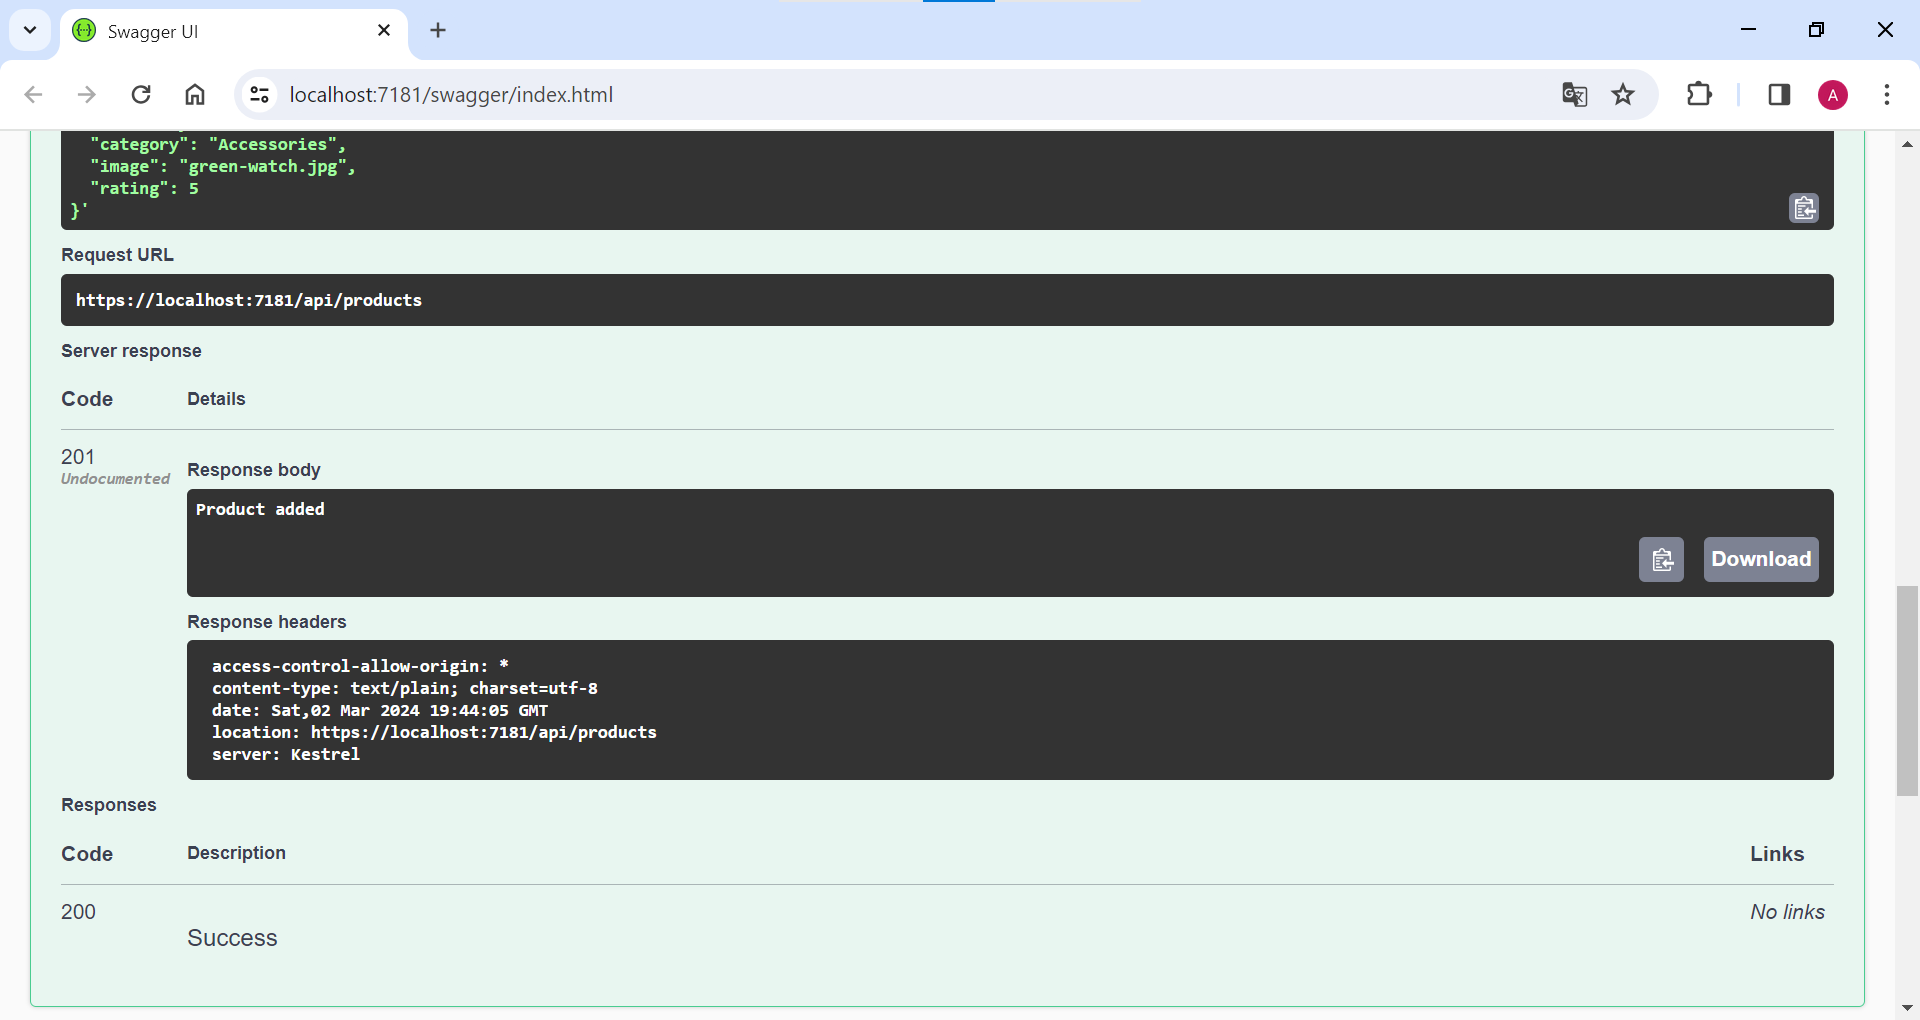 Swagger UI
localhost:7181/swagger/index.html
A
"category": "Accessories",
"image": "green-watch.jpg",
"rating": 5
}'
Request URL
https://localhost:7181/api/products
Server response
Code Details
201
Undocumented
Response body
Product added
Download
Response headers
access-control-allow-origin: *
content-type: text/plain; charset=utf-8
date: Sat,02 Mar 2024 19:44:05 GMT
location: https://localhost:7181/api/products
server: Kestrel
Responses
Code Description Links
200 No links
Success